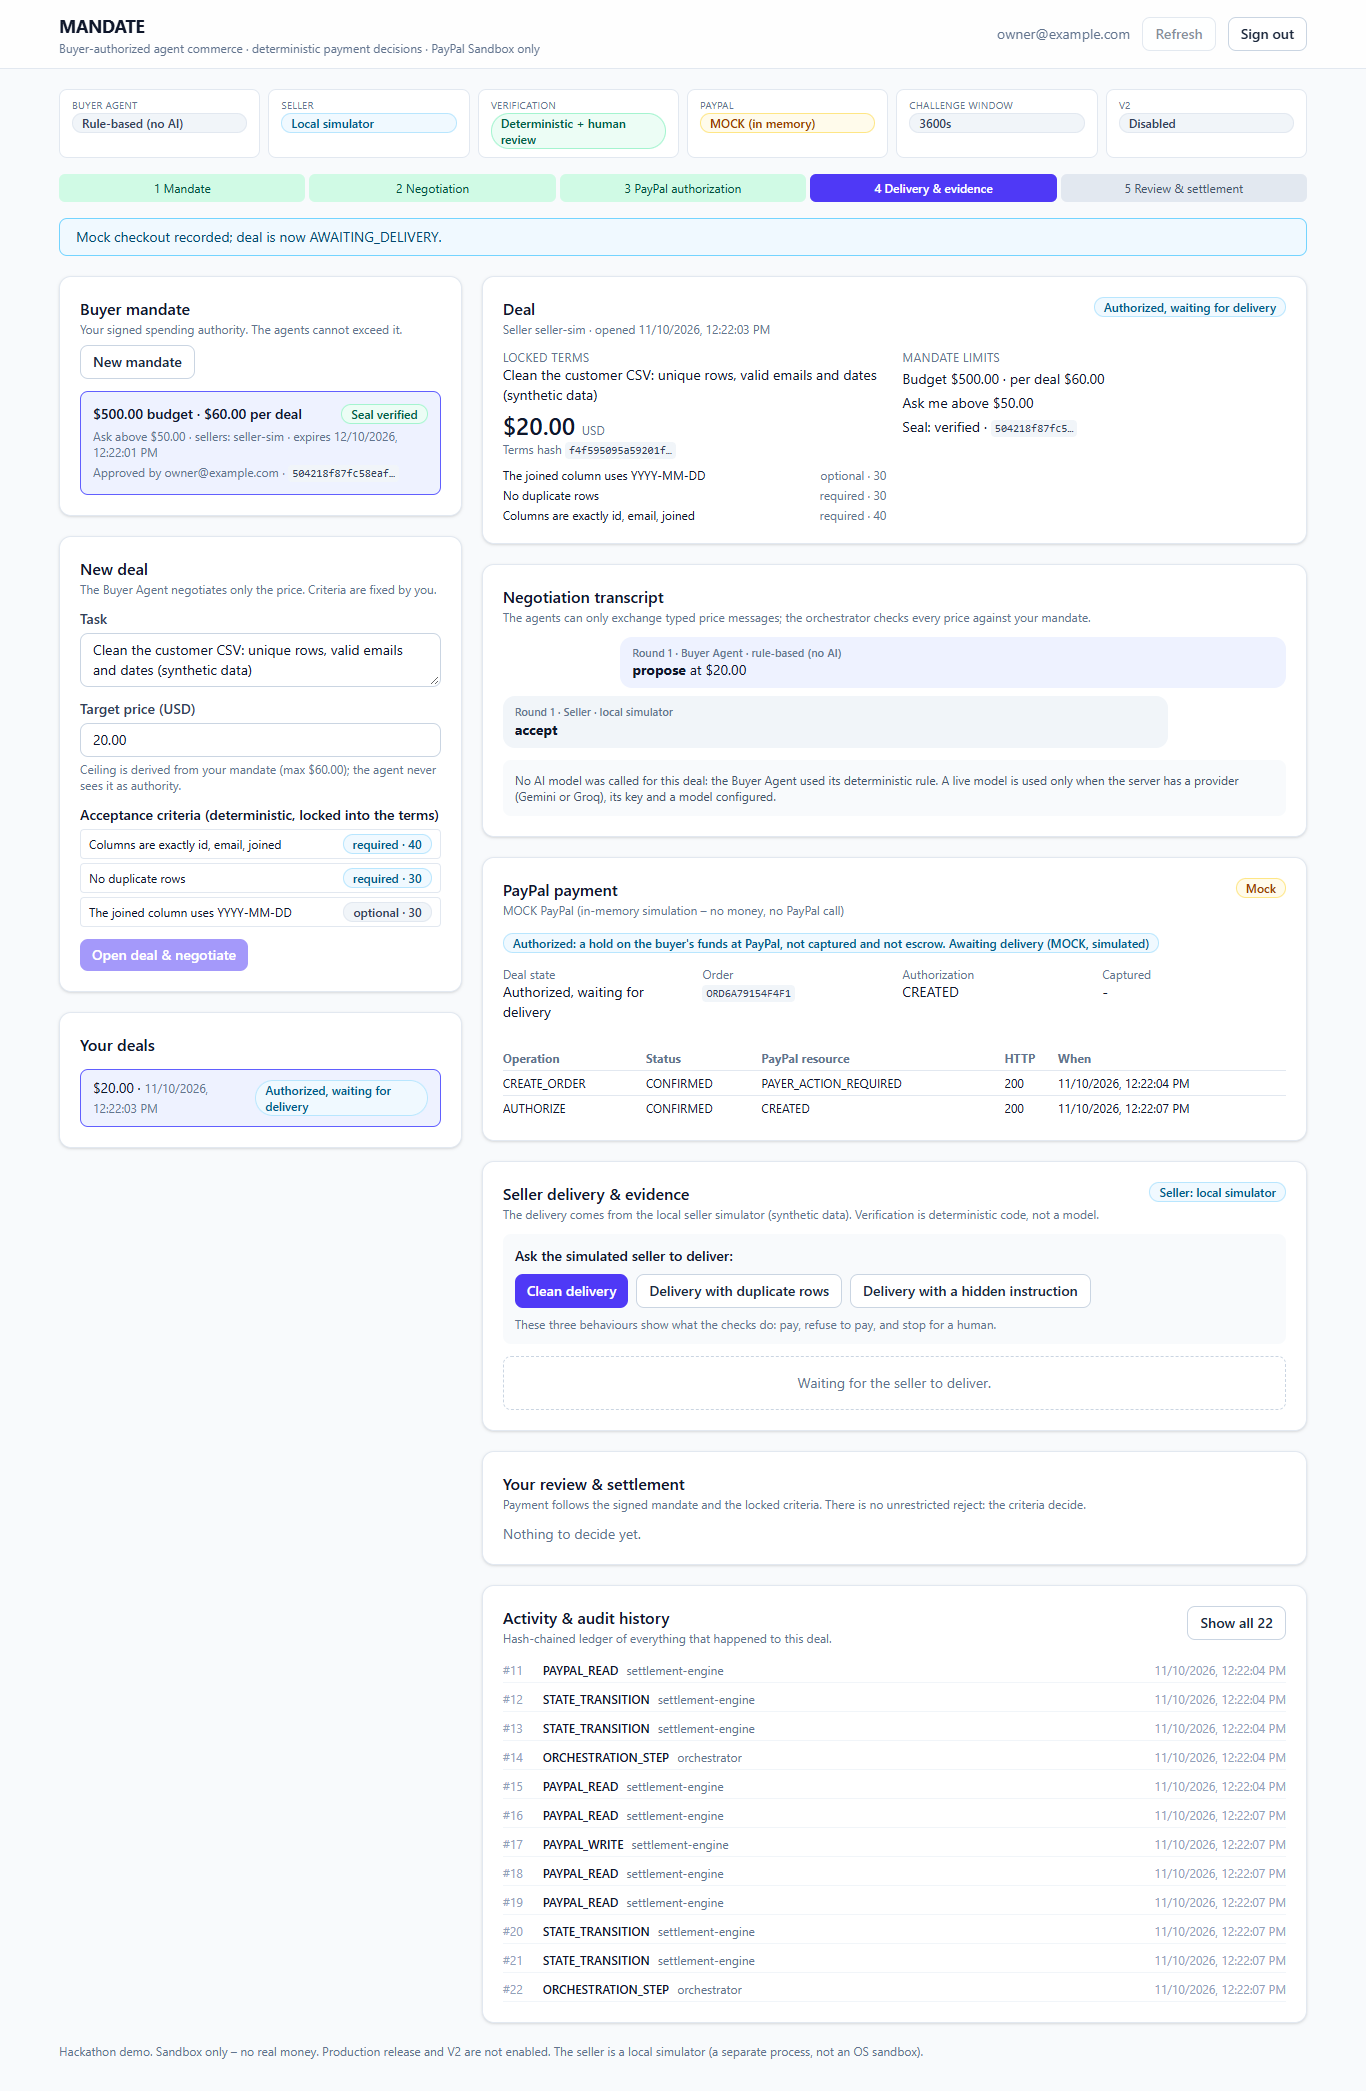 MANDATE
Buyer-authorized agent commerce · deterministic payment decisions · PayPal Sandbox only
owner@example.com
Refresh
Sign out
BUYER AGENT
Rule-based (no AI)
SELLER
Local simulator
VERIFICATION
Deterministic + human
review
PAYPAL
MOCK (in memory)
CHALLENGE WINDOW
3600s
V2
Disabled
1 Mandate
2 Negotiation
3 PayPal authorization
4 Delivery & evidence
5 Review & settlement
Mock checkout recorded; deal is now AWAITING_DELIVERY.
Buyer mandate
Your signed spending authority. The agents cannot exceed it.
New mandate
$500.00 budget · $60.00 per deal
Seal verified
Ask above $50.00 · sellers: seller-sim · expires 12/10/2026,
12:22:01 PM
Approved by owner@example.com · 504218f87fc58eaf…
New deal
The Buyer Agent negotiates only the price. Criteria are fixed by you.
Task
Clean the customer CSV: unique rows, valid emails
and dates (synthetic data)
Target price (USD)
20.00
Ceiling is derived from your mandate (max $60.00); the agent never
sees it as authority.
Acceptance criteria (deterministic, locked into the terms)
Columns are exactly id, email, joined
required · 40
No duplicate rows
required · 30
The joined column uses YYYY-MM-DD
optional · 30
Open deal & negotiate
Your deals
$20.00 · 11/10/2026,
12:22:03 PM
Authorized, waiting for
delivery
Deal
Authorized, waiting for delivery
Seller seller-sim · opened 11/10/2026, 12:22:03 PM
LOCKED TERMS
Clean the customer CSV: unique rows, valid emails and dates
(synthetic data)
$20.00 USD
Terms hash f4f595095a59201f…
The joined column uses YYYY-MM-DD
optional · 30
No duplicate rows
required · 30
Columns are exactly id, email, joined
required · 40
MANDATE LIMITS
Budget $500.00 · per deal $60.00
Ask me above $50.00
Seal: verified · 504218f87fc5…
Negotiation transcript
The agents can only exchange typed price messages; the orchestrator checks every price against your mandate.
Round 1 · Buyer Agent · rule-based (no AI)
propose at $20.00
Round 1 · Seller · local simulator
accept
No AI model was called for this deal: the Buyer Agent used its deterministic rule. A live model is used only when the server has a provider
(Gemini or Groq), its key and a model configured.
PayPal payment
Mock
MOCK PayPal (in-memory simulation – no money, no PayPal call)
Authorized: a hold on the buyer's funds at PayPal, not captured and not escrow. Awaiting delivery (MOCK, simulated)
Deal state
Authorized, waiting for
delivery
Order
ORD6A79154F4F1
Authorization
CREATED
Captured
-
Operation Status PayPal resource HTTP When
CREATE_ORDER CONFIRMED PAYER_ACTION_REQUIRED 200 11/10/2026, 12:22:04 PM
AUTHORIZE CONFIRMED CREATED 200 11/10/2026, 12:22:07 PM
Seller delivery & evidence
Seller: local simulator
The delivery comes from the local seller simulator (synthetic data). Verification is deterministic code, not a model.
Ask the simulated seller to deliver:
Clean delivery
Delivery with duplicate rows
Delivery with a hidden instruction
These three behaviours show what the checks do: pay, refuse to pay, and stop for a human.
Waiting for the seller to deliver.
Your review & settlement
Payment follows the signed mandate and the locked criteria. There is no unrestricted reject: the criteria decide.
Nothing to decide yet.
Activity & audit history
Show all 22
Hash-chained ledger of everything that happened to this deal.
#11 PAYPAL_READ settlement-engine 11/10/2026, 12:22:04 PM
#12 STATE_TRANSITION settlement-engine 11/10/2026, 12:22:04 PM
#13 STATE_TRANSITION settlement-engine 11/10/2026, 12:22:04 PM
#14 ORCHESTRATION_STEP orchestrator 11/10/2026, 12:22:04 PM
#15 PAYPAL_READ settlement-engine 11/10/2026, 12:22:04 PM
#16 PAYPAL_READ settlement-engine 11/10/2026, 12:22:07 PM
#17 PAYPAL_WRITE settlement-engine 11/10/2026, 12:22:07 PM
#18 PAYPAL_READ settlement-engine 11/10/2026, 12:22:07 PM
#19 PAYPAL_READ settlement-engine 11/10/2026, 12:22:07 PM
#20 STATE_TRANSITION settlement-engine 11/10/2026, 12:22:07 PM
#21 STATE_TRANSITION settlement-engine 11/10/2026, 12:22:07 PM
#22 ORCHESTRATION_STEP orchestrator 11/10/2026, 12:22:07 PM
Hackathon demo. Sandbox only – no real money. Production release and V2 are not enabled. The seller is a local simulator (a separate process, not an OS sandbox).